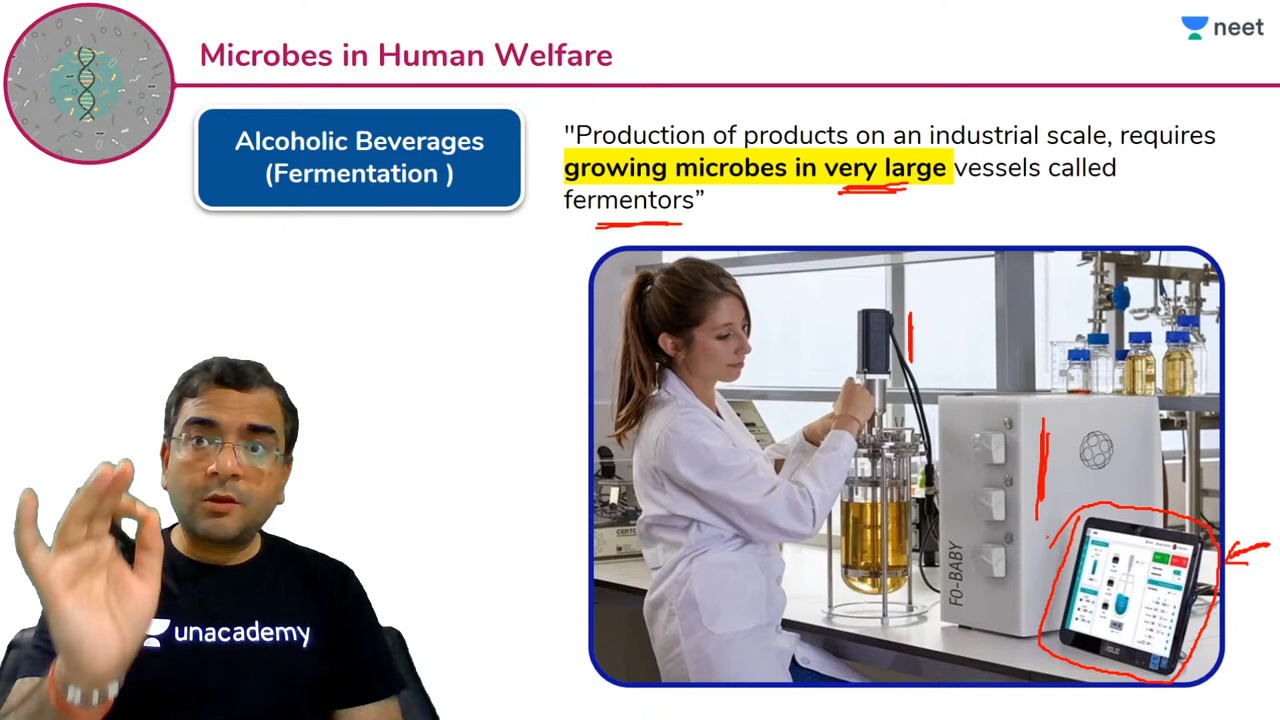 Microbes in Human Welfare
neet
Alcoholic Beverages
(Fermentation )
"Production of products on an industrial scale, requires
growing microbes in very large vessels called
fermentors”
FO-BABY
ASUS
unacademy